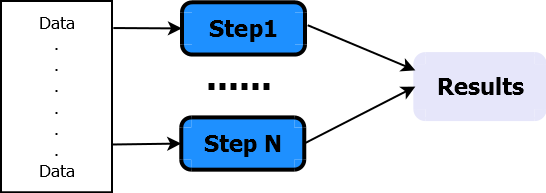 Data
.
.
.
.
.
Data
Step1
......
Step N
Results